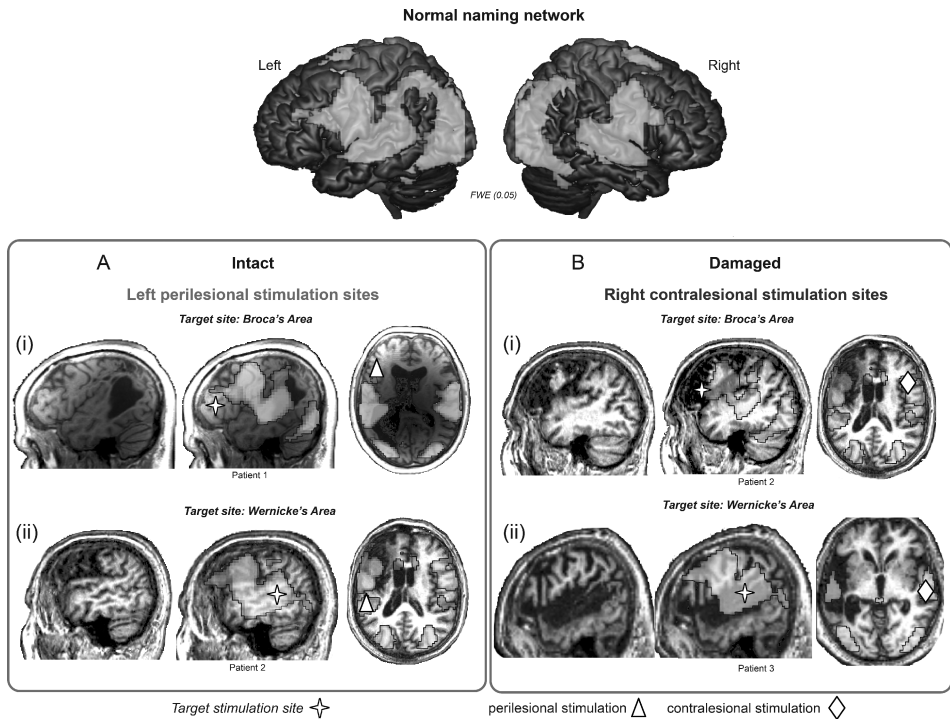 Normal naming network
Left
Right
FWE (0.05)
A
Intact
Left perilesional stimulation sites
Target site: Broca's Area
(i)
Patient 1
Target site: Wernicke's Area
(ii)
Patient 2
B
Damaged
Right contralesional stimulation sites
Target site: Broca's Area
(i)
Patient 2
Target site: Wernicke's Area
(ii)
Patient 3
Target stimulation site
perilesional stimulation
contralesional stimulation